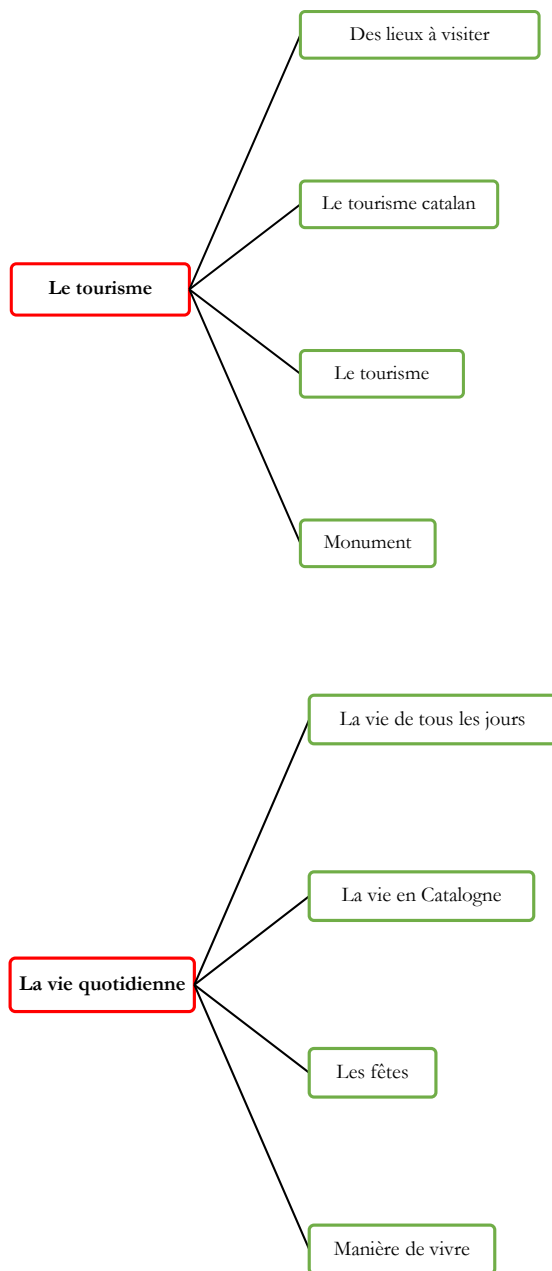 Des lieux à visiter
Le tourisme catalan
Le tourisme
Le tourisme
Monument
La vie de tous les jours
La vie en Catalogne
La vie quotidienne
Les fêtes
Manière de vivre